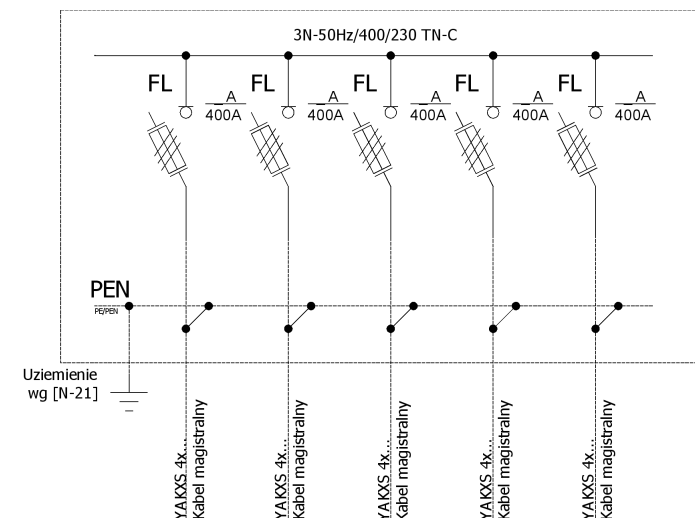 3N-50Hz/400/230 TN-C
FL
FL
FL
FL
FL
_A
400A
_A
400A
_A
400A
_A
400A
_A
400A
PEN
PE/PEN
Uziemienie
wg [N-21]
YAKXS 4x...
Kabel magistralny
YAKXS 4x...
Kabel magistralny
YAKXS 4x...
Kabel magistralny
YAKXS 4x...
Kabel magistralny
YAKXS 4x...
Kabel magistralny